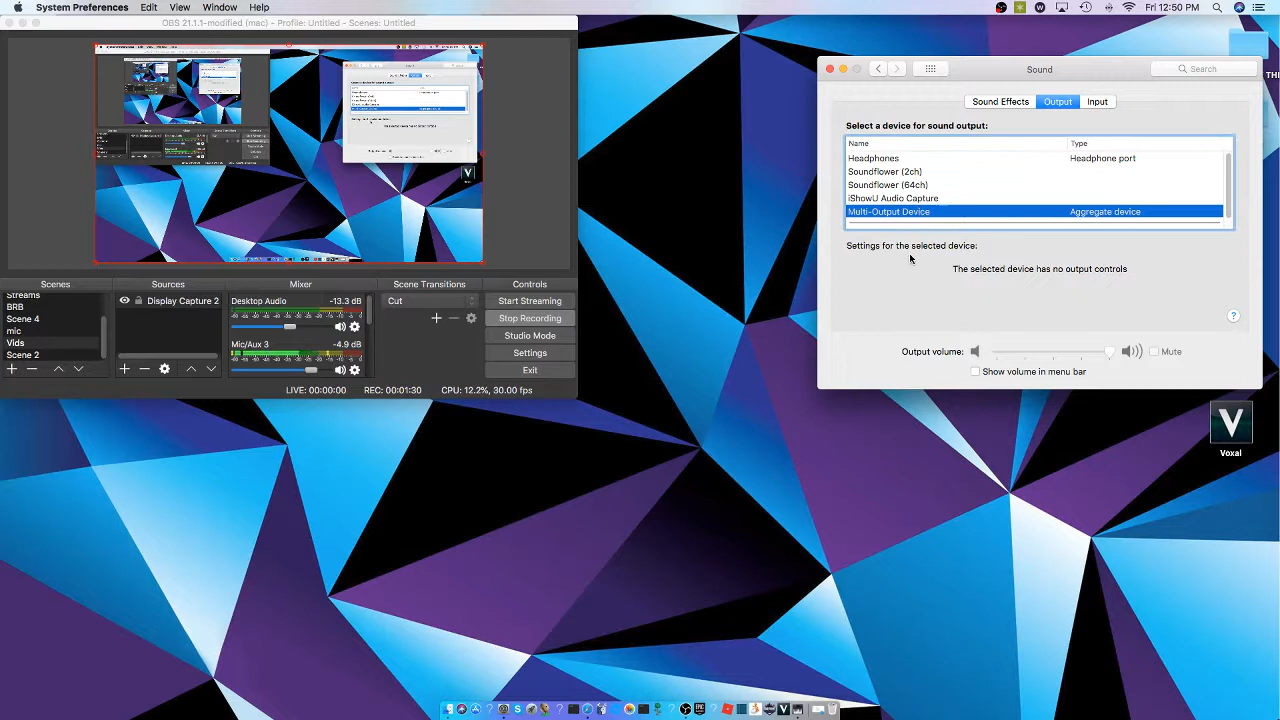 System Preferences Edit View Window Help
Fri 12:50 PM
OBS 21.1.1-modified (mac) - Profile: Untitled - Scenes: Untitled
Scenes
Streams
BRB
Scene 4
mic
Vids
Scene 2
Sources
Display Capture 2
Mixer
Desktop Audio -13.3 dB
Mic/Aux 3 -4.9 dB
Scene Transitions
Cut
Controls
Start Streaming
Stop Recording
Studio Mode
Settings
Exit
LIVE: 00:00:00 REC: 00:01:30 CPU: 12.2%, 30.00 fps
Sound
Search
Sound Effects Output Input
Select a device for sound output:
Name Type
Headphones Headphone port
Soundflower (2ch)
Soundflower (64ch)
iShowU Audio Capture
Multi-Output Device Aggregate device
Settings for the selected device:
The selected device has no output controls
?
Output volume: Mute
Show volume in menu bar
TH
V
Voxal